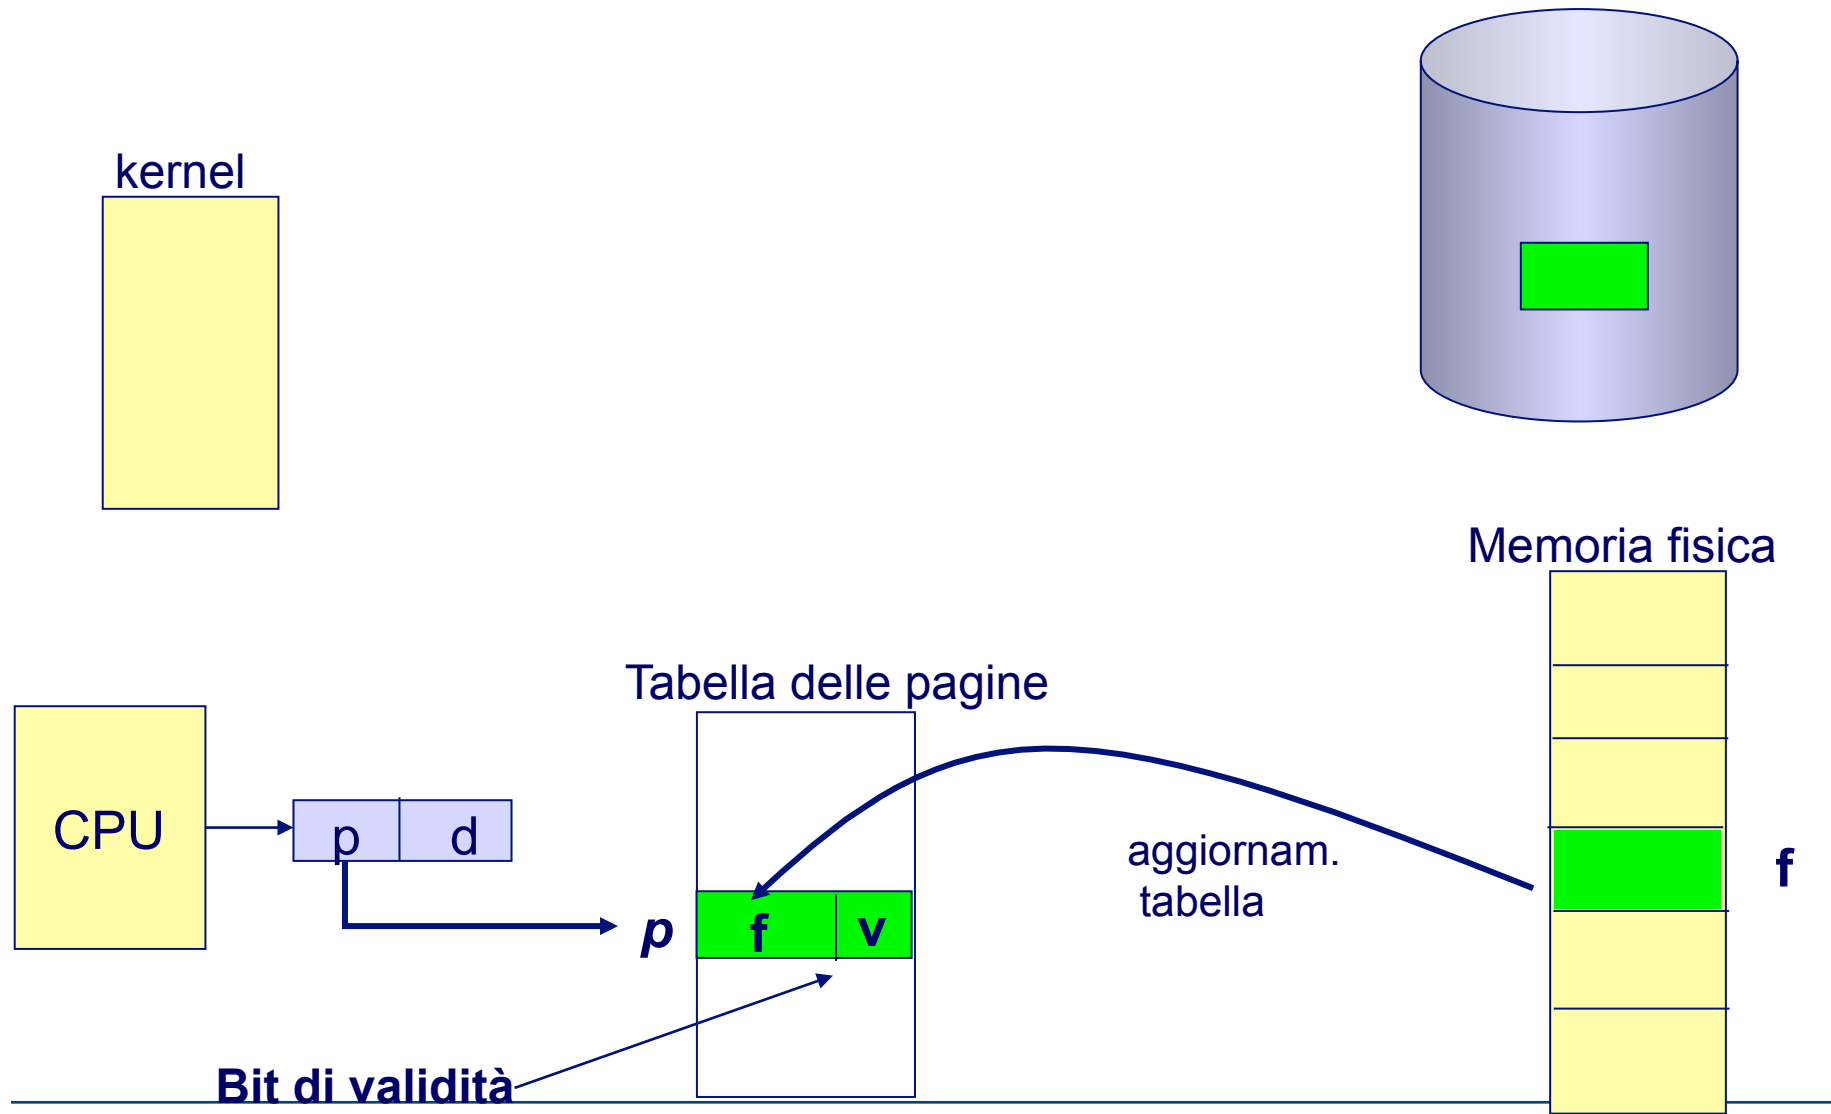 kernel
Memoria fisica
Tabella delle pagine
CPU
p d
aggiornam.
tabella
f
p f v
Bit di validità